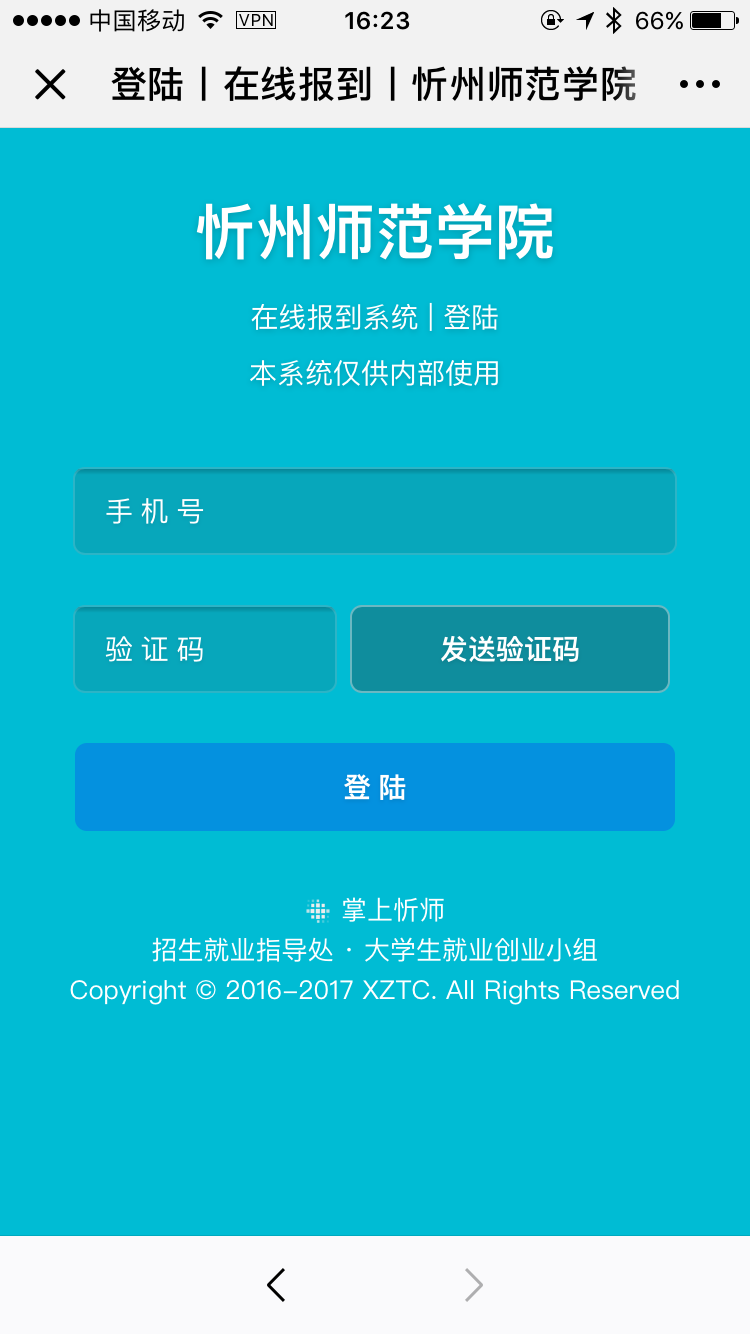 中国移动 VPN 16:23 66%
登陆丨在线报到丨忻州师范学院
忻州师范学院
在线报到系统 | 登陆
本系统仅供内部使用
手 机 号
验 证 码 发送验证码
登 陆
掌上忻师
招生就业指导处 · 大学生就业创业小组
Copyright © 2016-2017 XZTC. All Rights Reserved